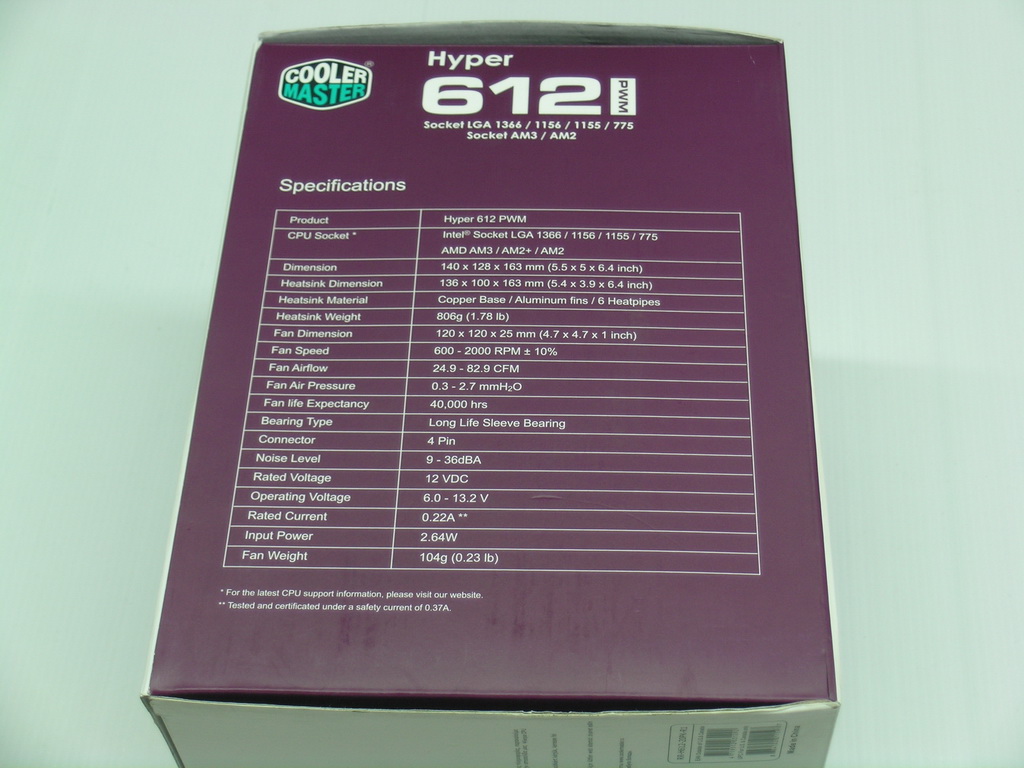 COOLER
MASTER
Hyper
612 PWM
Socket LGA 1366 / 1156 / 1155 / 775
Socket AM3 / AM2
Specifications
Product Hyper 612 PWM
CPU Socket * Intel® Socket LGA 1366 / 1156 / 1155 / 775
AMD AM3 / AM2+ / AM2
Dimension 140 x 128 x 163 mm (5.5 x 5 x 6.4 inch)
Heatsink Dimension 136 x 100 x 163 mm (5.4 x 3.9 x 6.4 inch)
Heatsink Material Copper Base / Aluminum fins / 6 Heatpipes
Heatsink Weight 806g (1.78 lb)
Fan Dimension 120 x 120 x 25 mm (4.7 x 4.7 x 1 inch)
Fan Speed 600 - 2000 RPM ± 10%
Fan Airflow 24.9 - 82.9 CFM
Fan Air Pressure 0.3 - 2.7 mmH₂O
Fan life Expectancy 40,000 hrs
Bearing Type Long Life Sleeve Bearing
Connector 4 Pin
Noise Level 9 - 36dBA
Rated Voltage 12 VDC
Operating Voltage 6.0 - 13.2 V
Rated Current 0.22A **
Input Power 2.64W
Fan Weight 104g (0.23 lb)
* For the latest CPU support information, please visit our website.
** Tested and certificated under a safety current of 0.37A.
Made in China